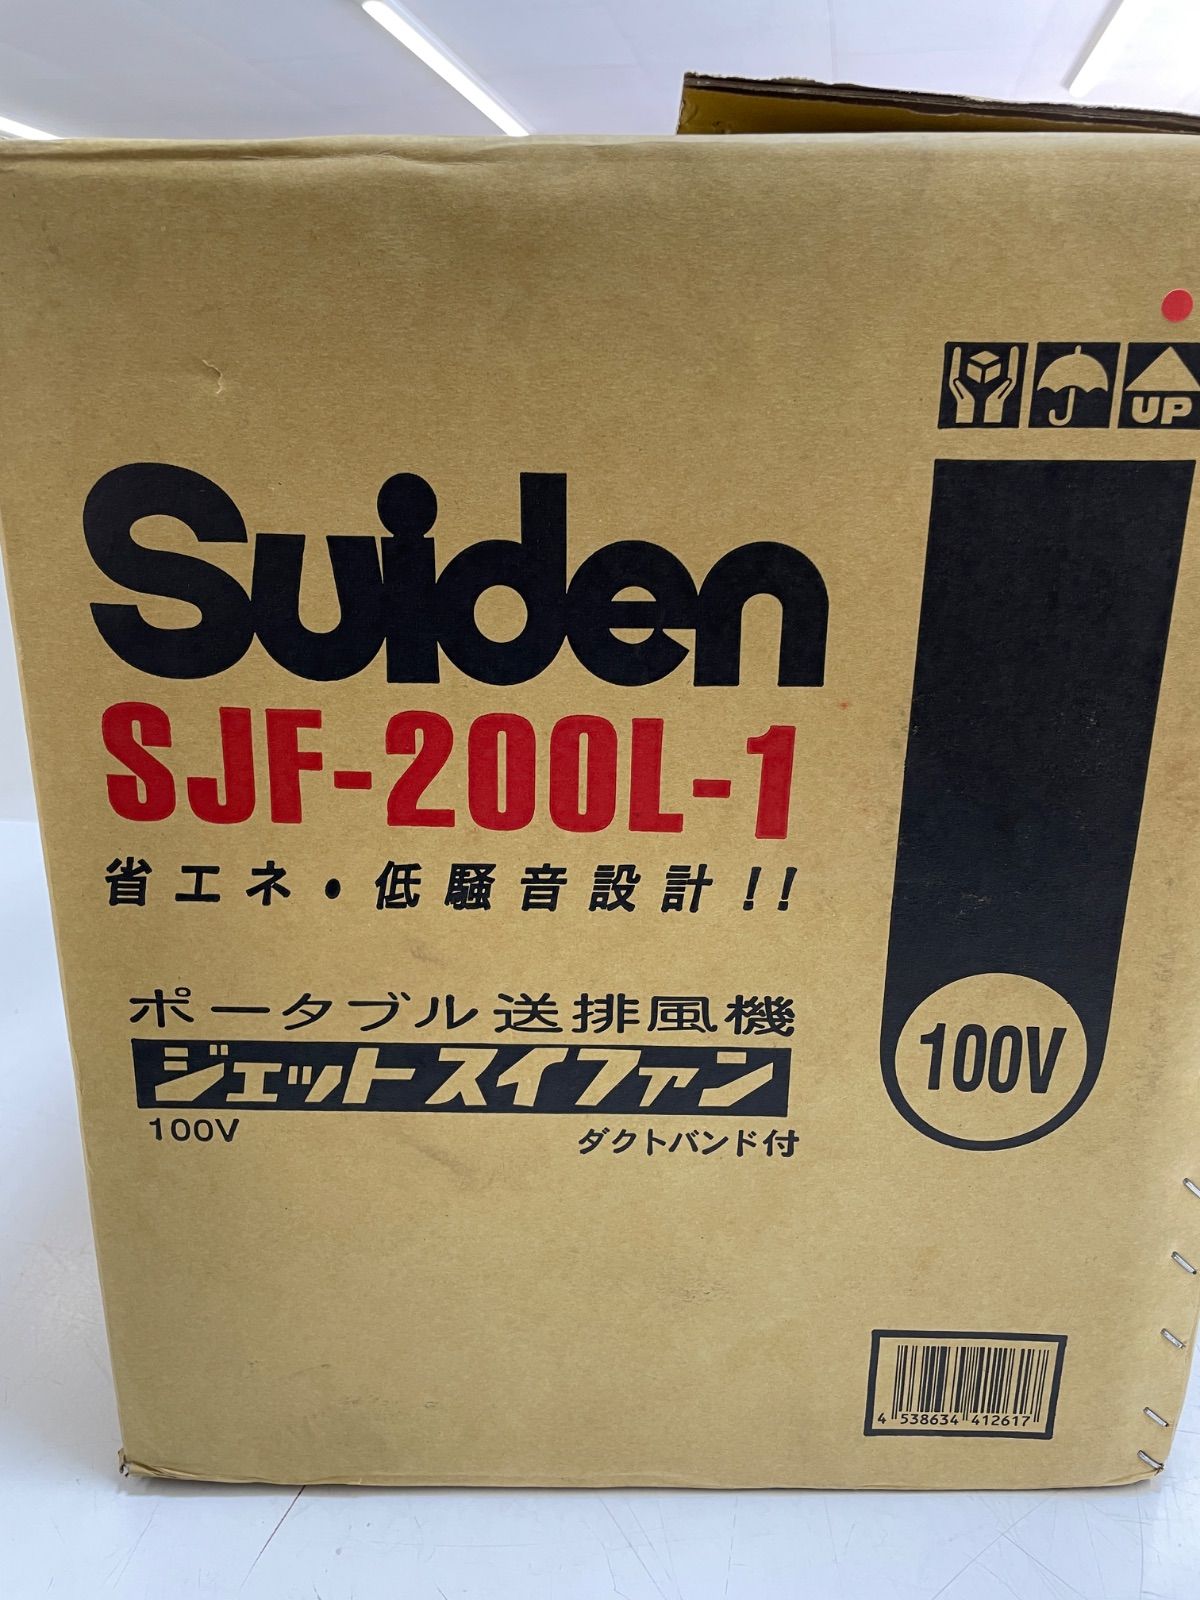 UP
Suiden
SJF-200L-1
省エネ・低騒音設計!!
ポータブル送排風機
ジェットスイファン
100V
ダクトバンド付
100V
4 538634 412617